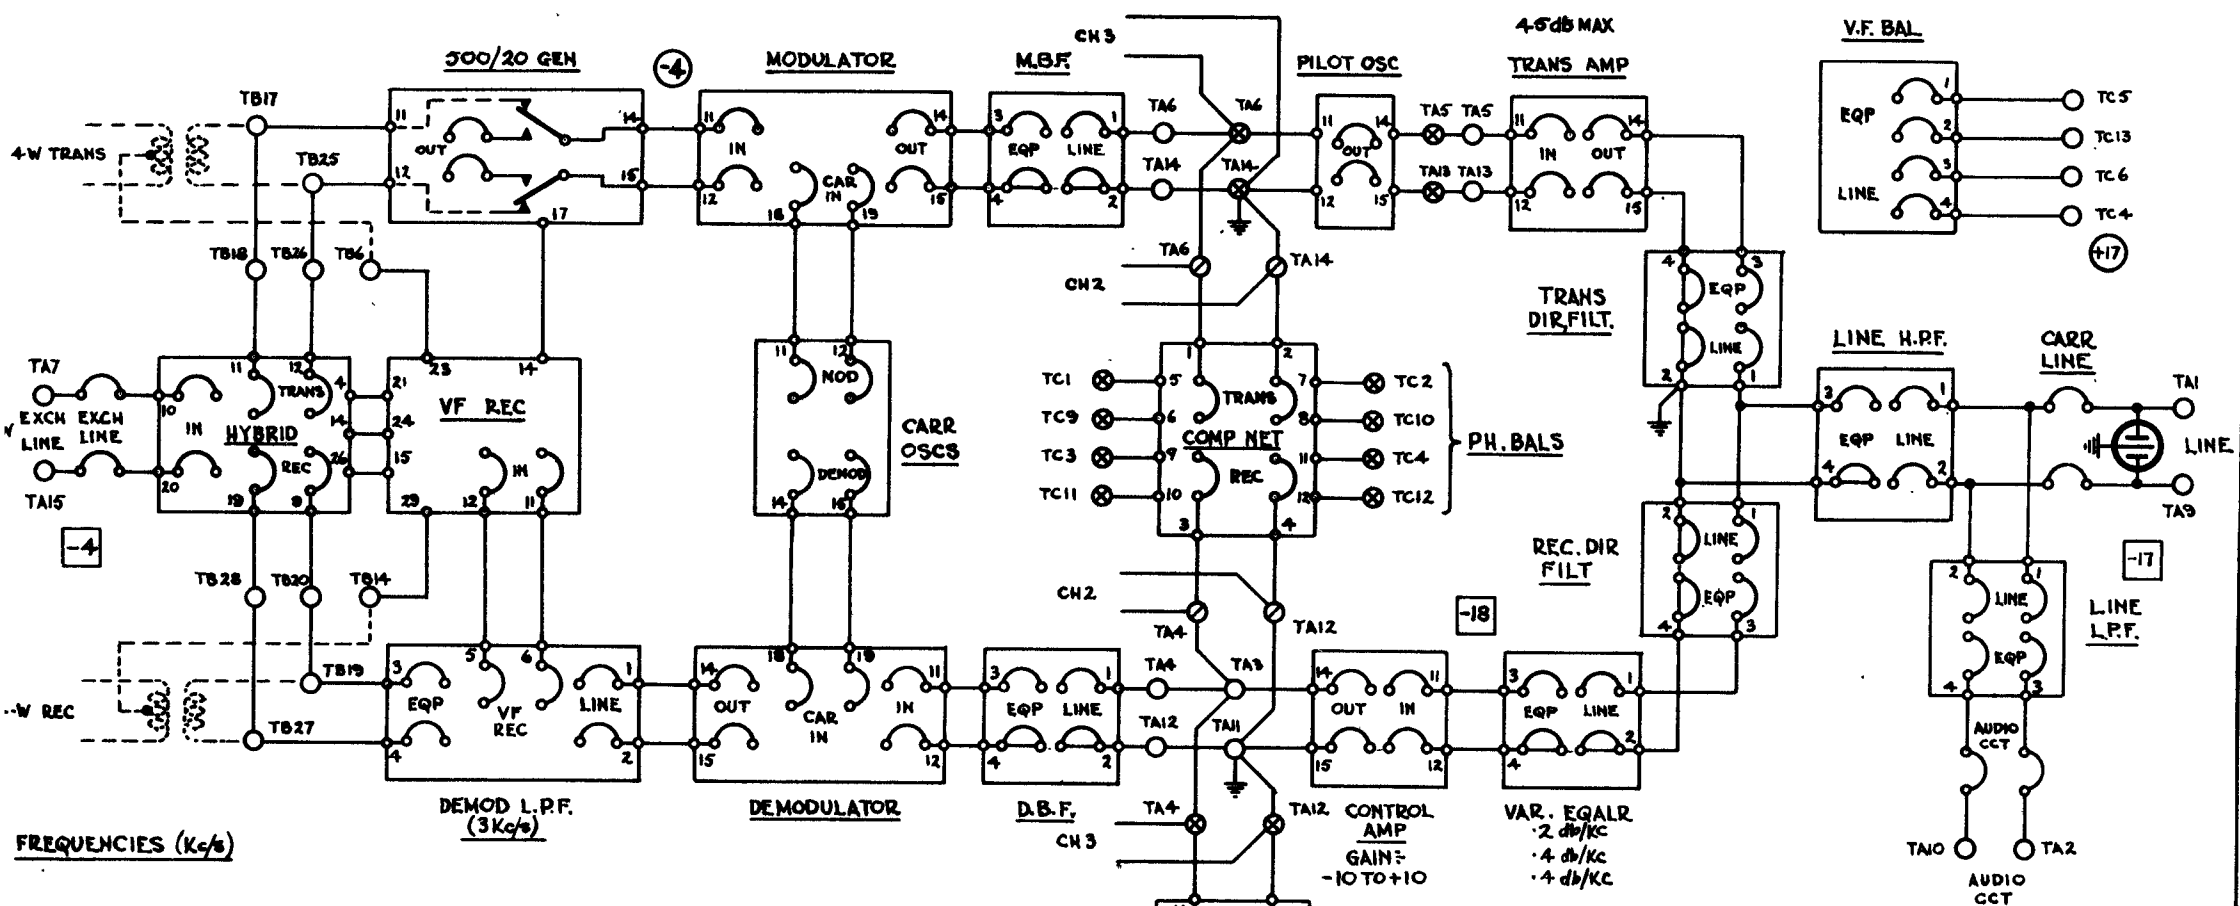 500/20 GEN
-4
MODULATOR
M.B.F.
CH3
PILOT OSC
45db MAX
TRANS AMP
V.F. BAL
TB17
TB25
4-W TRANS
11
12
OUT
14
15
17
11
12
IN
CAR
IN
18
19
OUT
14
15
3
EQP
LINE
1
4
2
TA6
TA14
TA6
TA14
11
12
OUT
14
15
TA5
TA5
TA13
TA13
11
IN
OUT
14
12
15
EQP
LINE
1
2
3
4
TC5
TC13
TC6
TC4
+17
TB18
TB26
TB6
TA6
TA14
CH2
TRANS
DIR, FILT.
4
3
EQP
LINE
2
1
TA7
EXCH
LINE
TA15
EXCH
LINE
10
20
IN
11
12
TRANS
HYBRID
REC
19
9
4
14
26
21
24
15
23
14
VF REC
IN
29
12
11
11
12
MOD
DEMOD
14
16
CARR
OSCS
1
2
TC1
TC9
TC3
TC11
5
6
9
10
TRANS
COMP NET
REC
7
8
11
12
TC2
TC10
TC4
TC12
PH. BALS
3
4
LINE H.P.F.
3
EQP
LINE
1
4
2
CARR
LINE
TA1
LINE
TA9
-4
-17
TB28
TB20
TB14
CH2
TA4
TA12
-18
REC. DIR
FILT
2
1
LINE
EQP
4
3
2
1
LINE
EQP
4
3
LINE
L.P.F.
TB19
TB27
-W REC
3
EQP
4
5
6
VF
REC
LINE
1
2
14
OUT
15
18
19
CAR
IN
IN
11
12
3
EQP
LINE
1
4
2
TA4
TA12
TA3
TA11
14
OUT
IN
11
15
12
3
EQP
LINE
1
4
2
AUDIO
CCT
FREQUENCIES (Kc/s)
DEMOD L.P.F.
(3Kc/s)
DEMODULATOR
D.B.F.
TA4
TA12
CH3
CONTROL
AMP
GAIN:-
-10 TO +10
VAR. EQALR
·2 db/KC
·4 db/KC
·4 db/KC
TA10
TA2
AUDIO
CCT